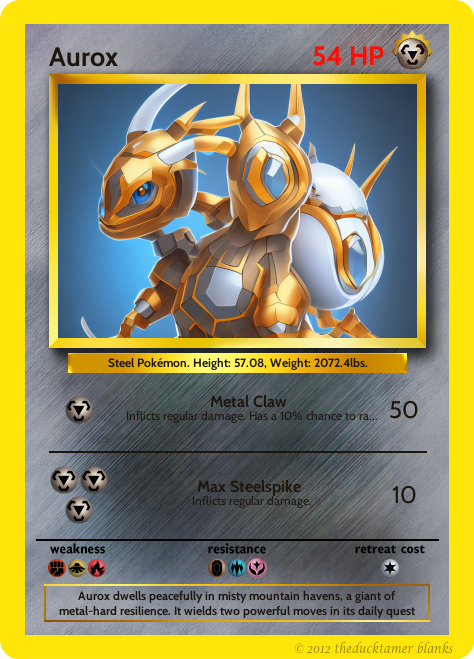 Aurox 54 HP
Steel Pokémon. Height: 57.08, Weight: 2072.4lbs.
Metal Claw
Inflicts regular damage. Has a 10% chance to ra... 50
Max Steelspike
Inflicts regular damage. 10
weakness resistance retreat cost
Aurox dwells peacefully in misty mountain havens, a giant of
metal-hard resilience. It wields two powerful moves in its daily quest
© 2012 theducktamer blanks